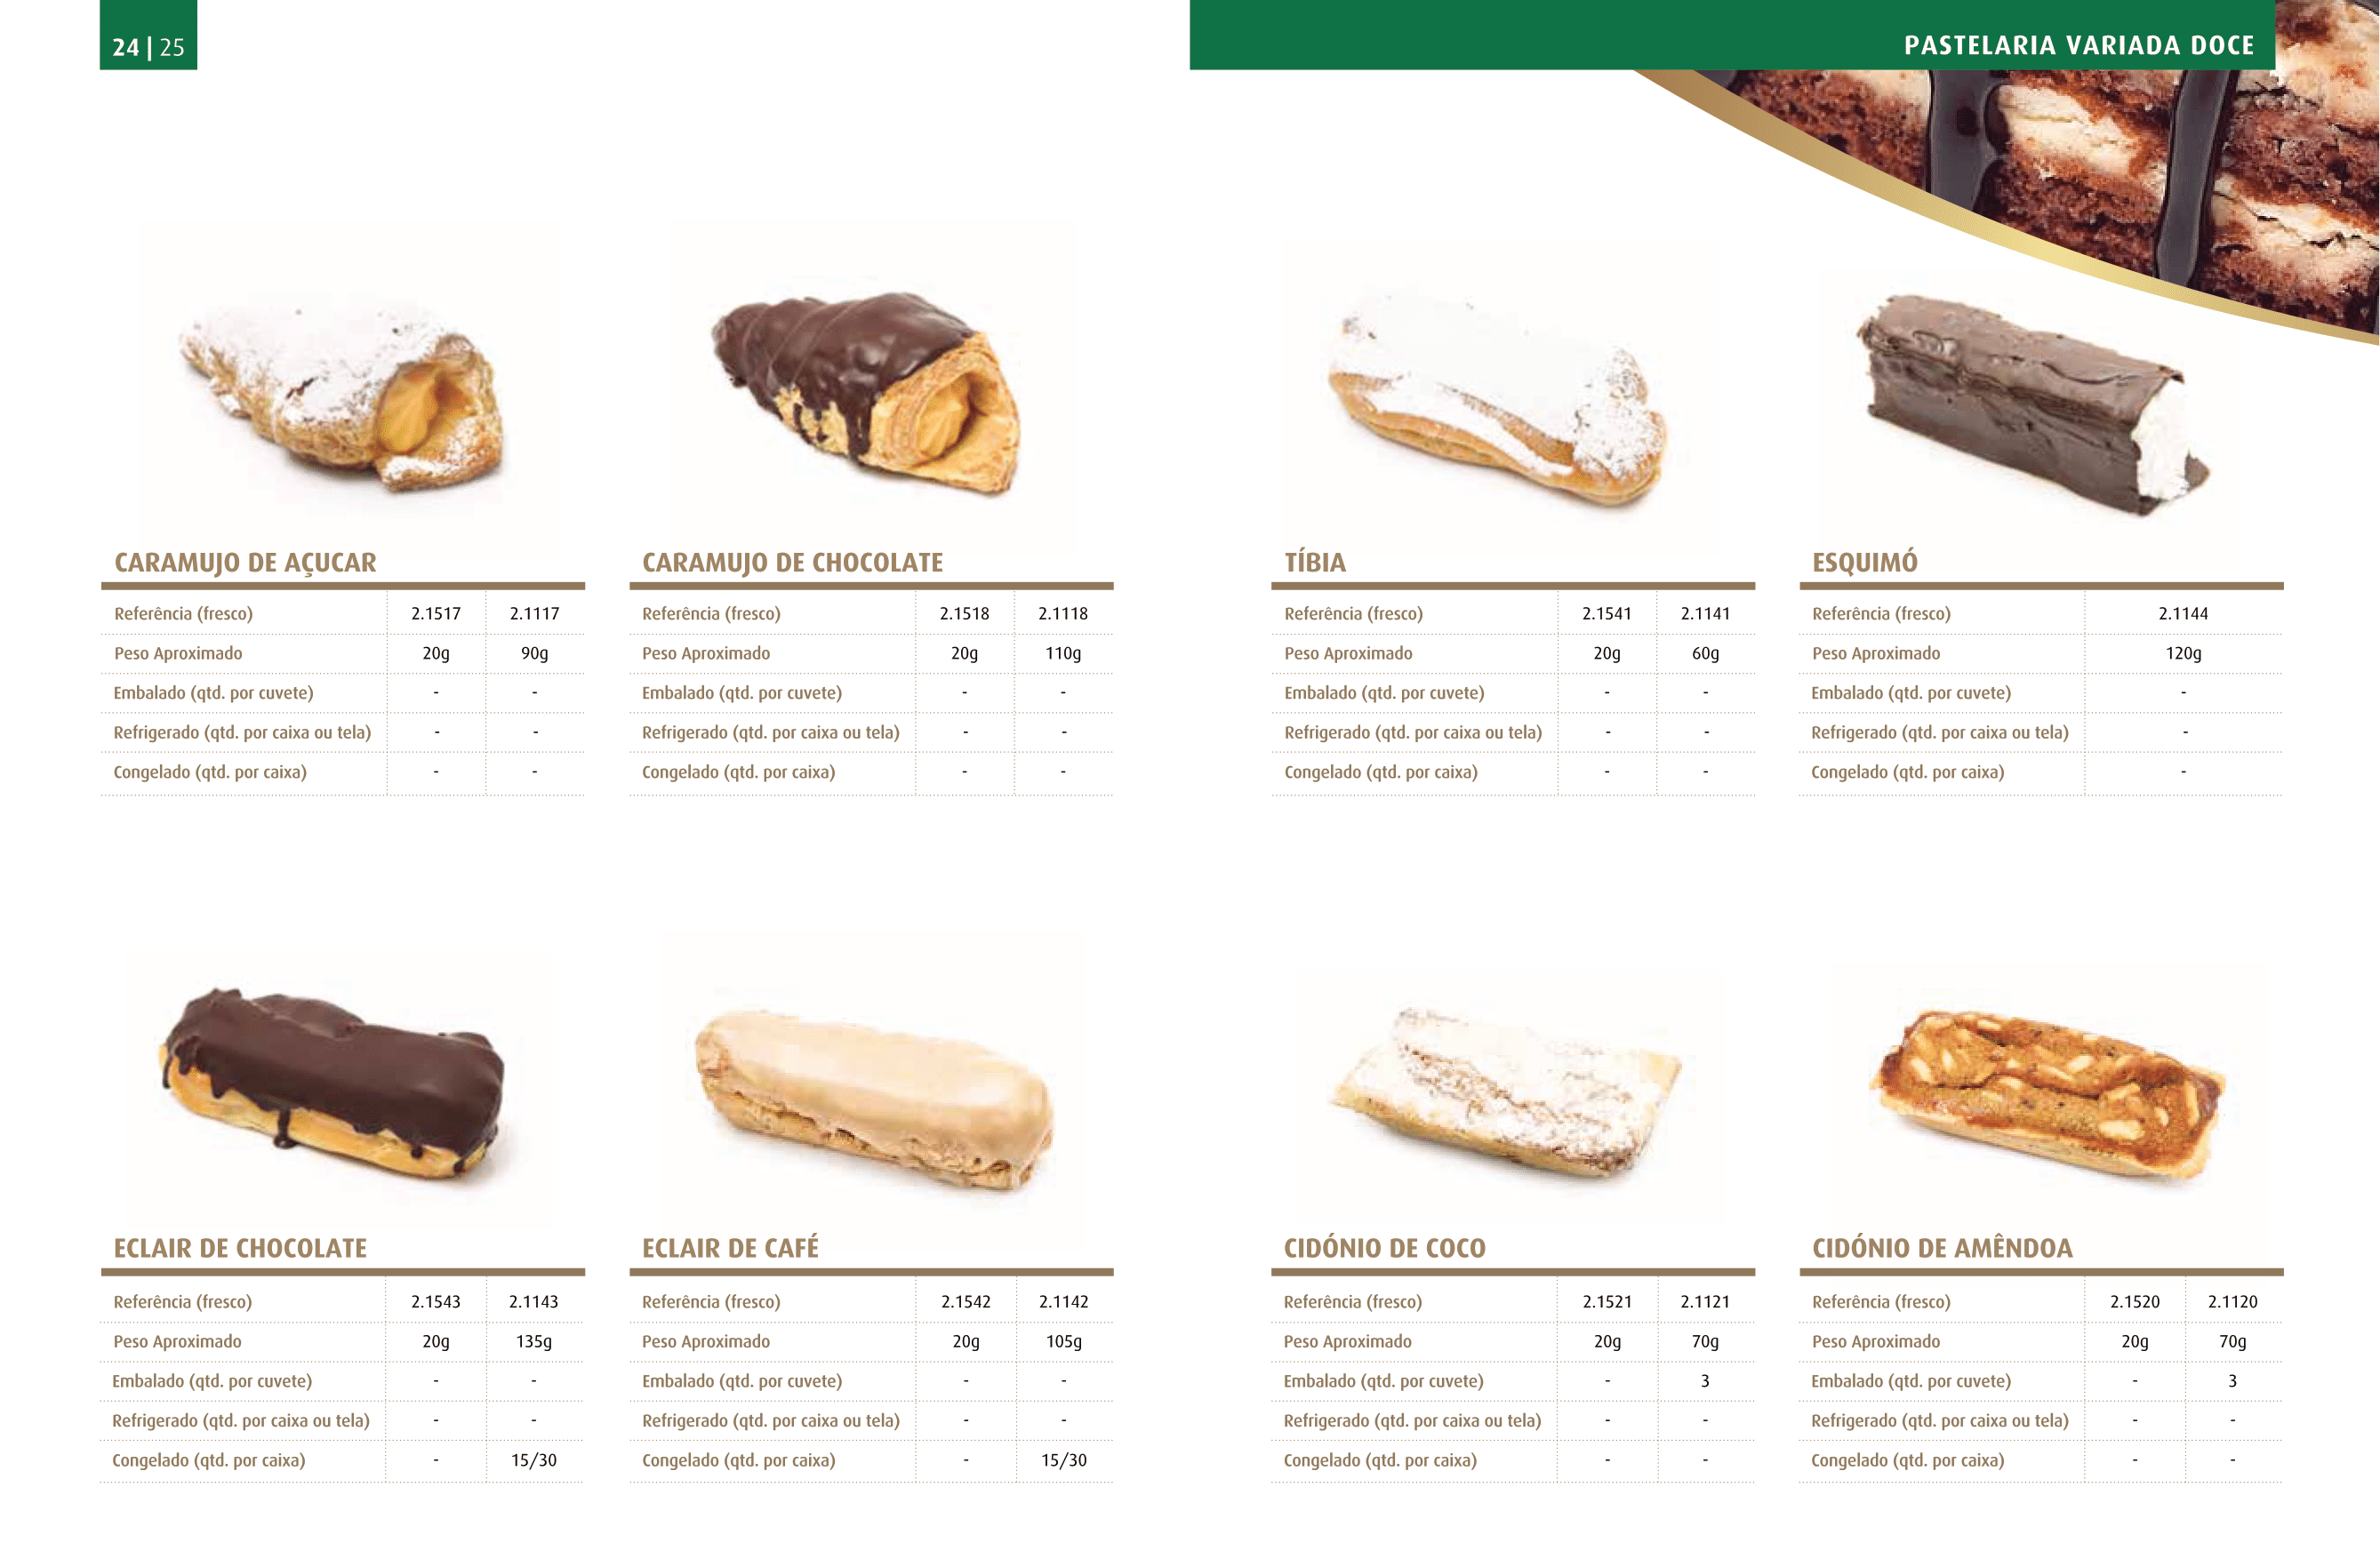 24 | 25
PASTELARIA VARIADA DOCE
CARAMUJO DE AÇUCAR
Referência (fresco) 2.1517 2.1117
Peso Aproximado 20g 90g
Embalado (qtd. por cuvete) - -
Refrigerado (qtd. por caixa ou tela) - -
Congelado (qtd. por caixa) - -
CARAMUJO DE CHOCOLATE
Referência (fresco) 2.1518 2.1118
Peso Aproximado 20g 110g
Embalado (qtd. por cuvete) - -
Refrigerado (qtd. por caixa ou tela) - -
Congelado (qtd. por caixa) - -
TÍBIA
Referência (fresco) 2.1541 2.1141
Peso Aproximado 20g 60g
Embalado (qtd. por cuvete) - -
Refrigerado (qtd. por caixa ou tela) - -
Congelado (qtd. por caixa) - -
ESQUIMÓ
Referência (fresco) 2.1144
Peso Aproximado 120g
Embalado (qtd. por cuvete) -
Refrigerado (qtd. por caixa ou tela) -
Congelado (qtd. por caixa) -
ECLAIR DE CHOCOLATE
Referência (fresco) 2.1543 2.1143
Peso Aproximado 20g 135g
Embalado (qtd. por cuvete) - -
Refrigerado (qtd. por caixa ou tela) - -
Congelado (qtd. por caixa) - 15/30
ECLAIR DE CAFÉ
Referência (fresco) 2.1542 2.1142
Peso Aproximado 20g 105g
Embalado (qtd. por cuvete) - -
Refrigerado (qtd. por caixa ou tela) - -
Congelado (qtd. por caixa) - 15/30
CIDÓNIO DE COCO
Referência (fresco) 2.1521 2.1121
Peso Aproximado 20g 70g
Embalado (qtd. por cuvete) - 3
Refrigerado (qtd. por caixa ou tela) - -
Congelado (qtd. por caixa) - -
CIDÓNIO DE AMÊNDOA
Referência (fresco) 2.1520 2.1120
Peso Aproximado 20g 70g
Embalado (qtd. por cuvete) - 3
Refrigerado (qtd. por caixa ou tela) - -
Congelado (qtd. por caixa) - -